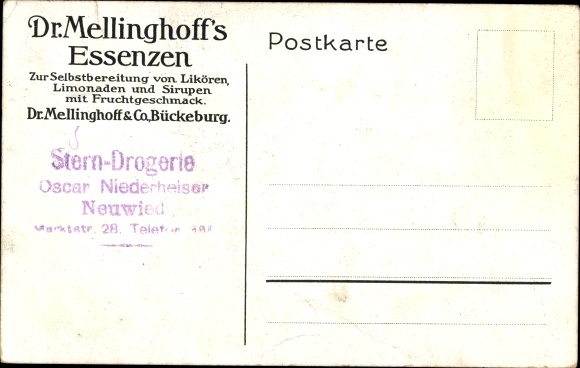 Dr. Mellinghoff's
Essenzen
Zur Selbstbereitung von Likören,
Limonaden und Sirupen
mit Fruchtgeschmack.
Dr. Mellinghoff & Co., Bückeburg.
Postkarte
Stern-Drogerie
Oscar Niederheiser
Neuwied
Marktstr. 28. Telefon